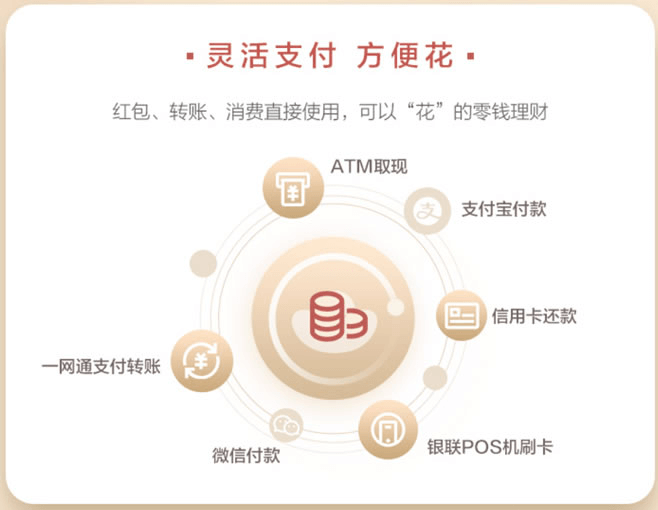 灵活支付 方便花
红包、转账、消费直接使用，可以“花”的零钱理财
ATM取现
支付宝付款
信用卡还款
一网通支付转账
银联POS机刷卡
微信付款